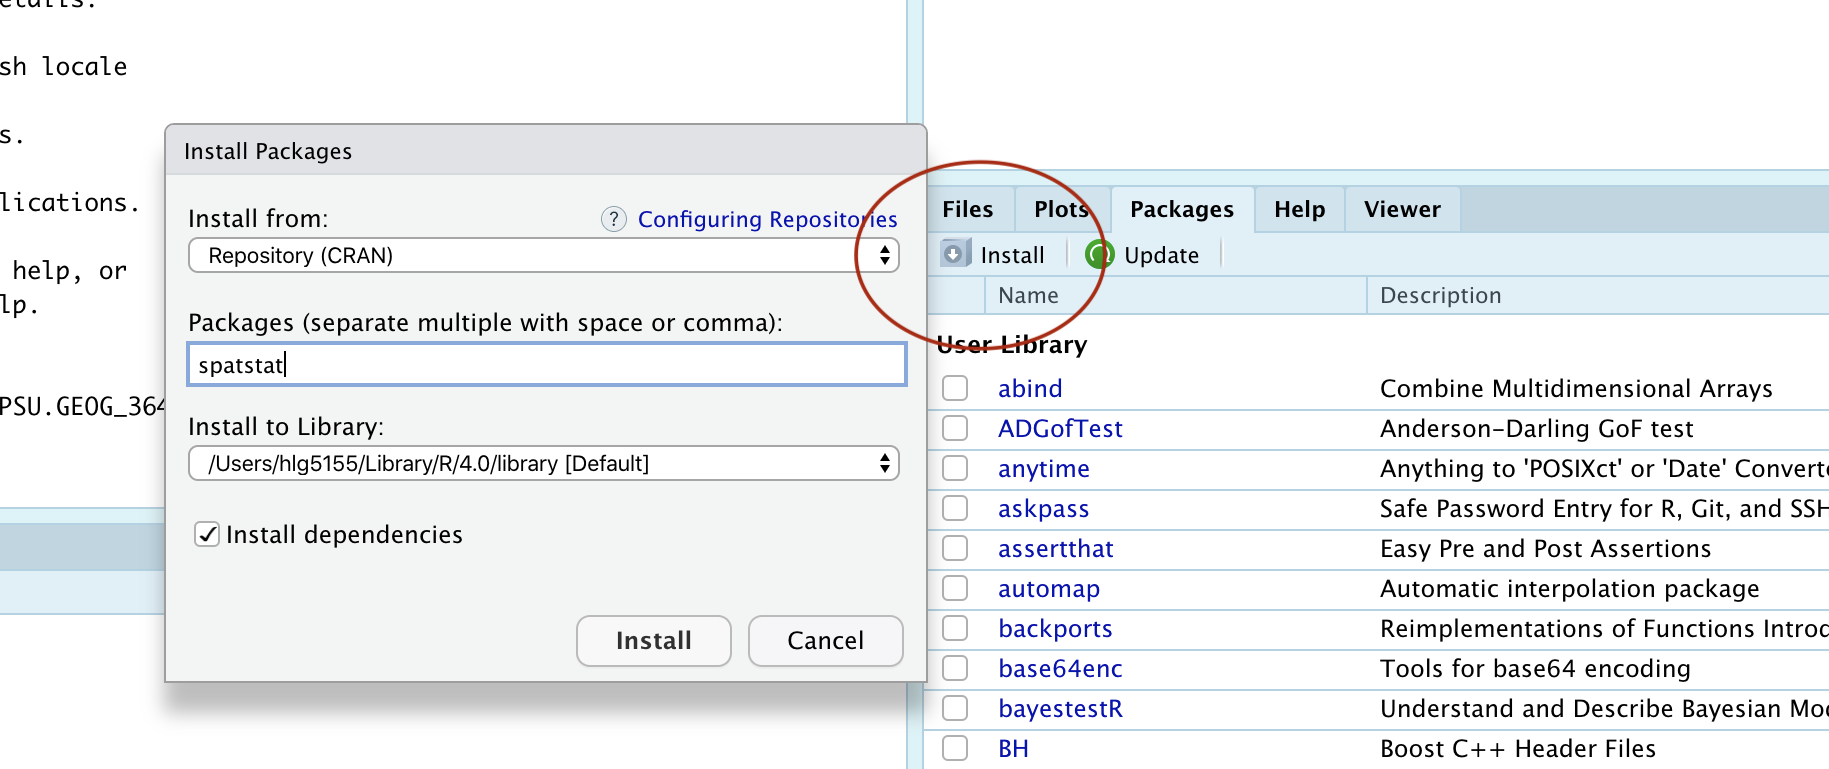 sh locale
s.
lications.
help, or
lp.
PSU.GEOG_364
Install Packages
Install from:
? Configuring Repositories
Repository (CRAN)
Packages (separate multiple with space or comma):
spatstat
Install to Library:
/Users/hlg5155/Library/R/4.0/library [Default]
Install dependencies
Install Cancel
Files Plots Packages Help Viewer
Install Update
Name Description
User Library
abind Combine Multidimensional Arrays
ADGofTest Anderson-Darling GoF test
anytime Anything to 'POSIXct' or 'Date' Converte
askpass Safe Password Entry for R, Git, and SSH
assertthat Easy Pre and Post Assertions
automap Automatic interpolation package
backports Reimplementations of Functions Introd
base64enc Tools for base64 encoding
bayestestR Understand and Describe Bayesian Mod
BH Boost C++ Header Files